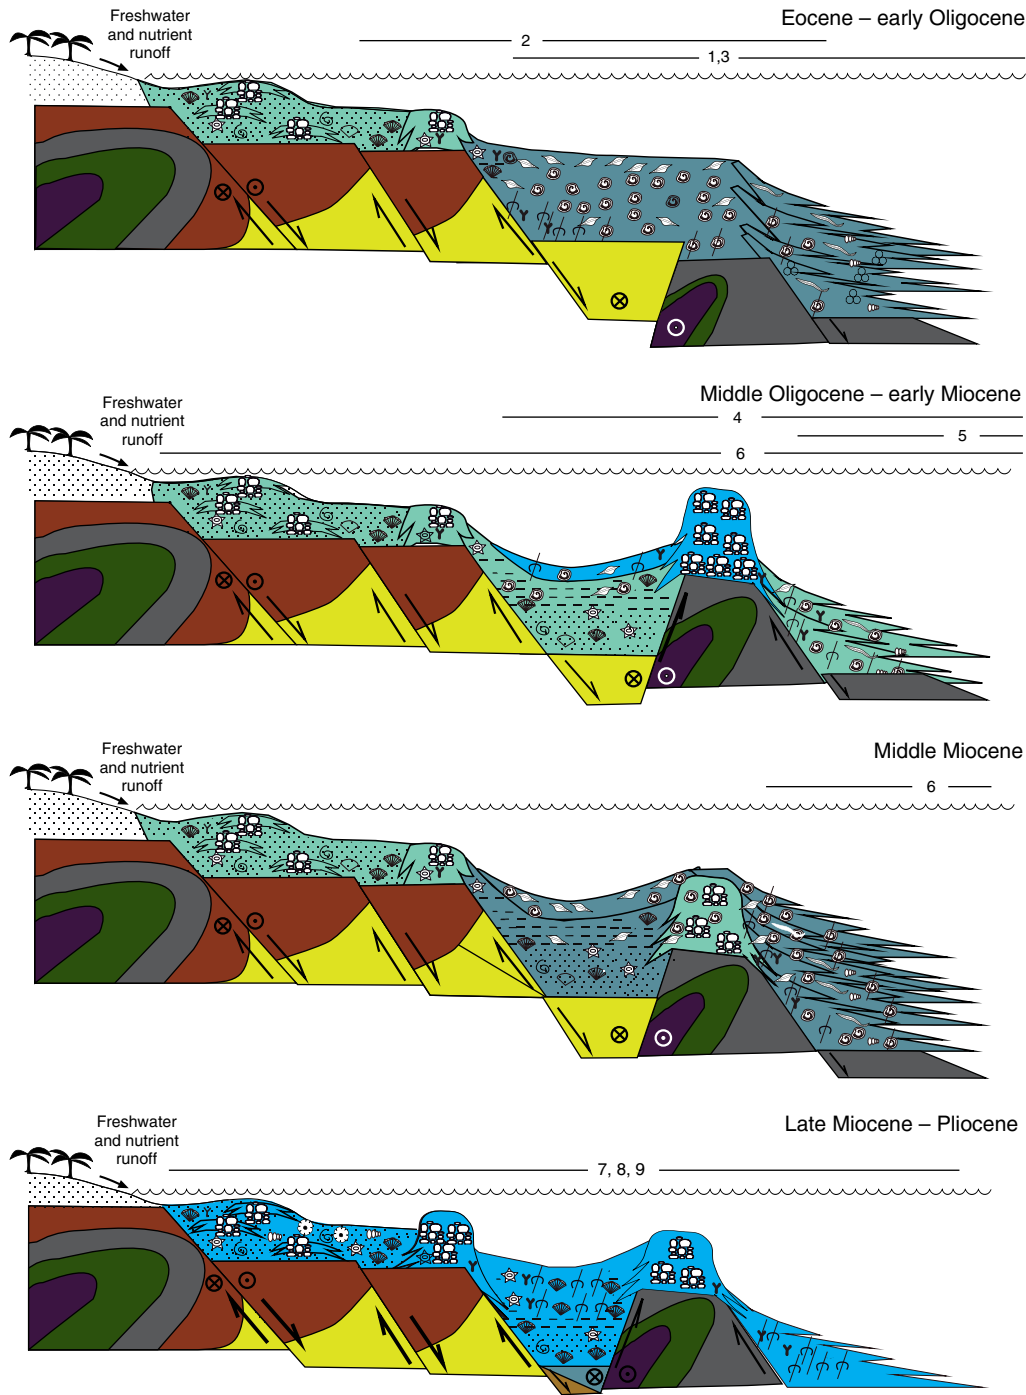 Eocene – early Oligocene
Freshwater
and nutrient
runoff
2
1,3
Middle Oligocene – early Miocene
Freshwater
and nutrient
runoff
4
5
6
Middle Miocene
Freshwater
and nutrient
runoff
6
Late Miocene – Pliocene
Freshwater
and nutrient
runoff
7, 8, 9